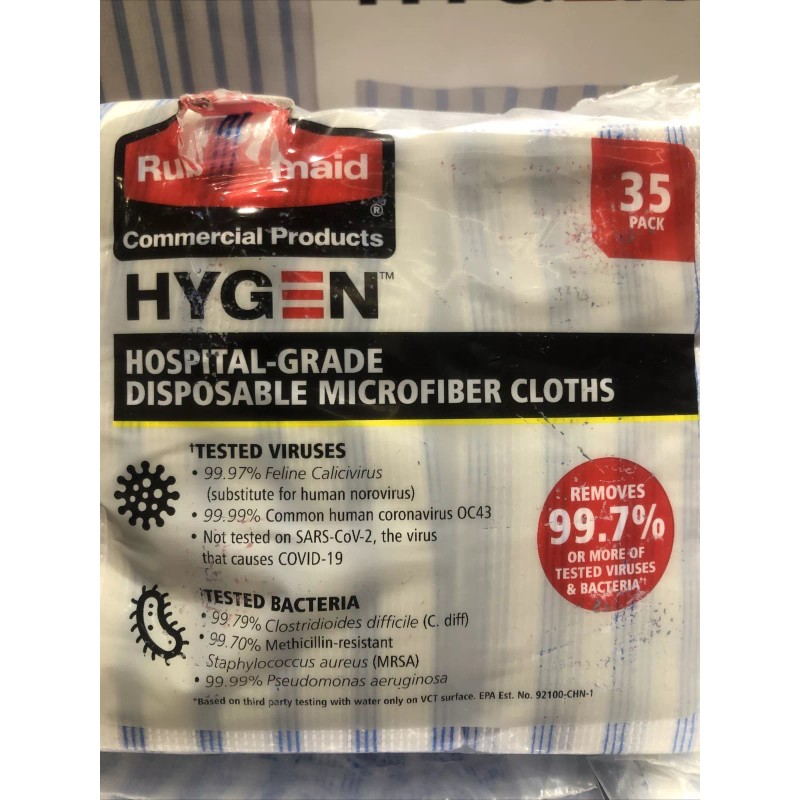 HYGEN
Ru maid
®
Commercial Products
HYGEN™
35
PACK
HOSPITAL-GRADE
DISPOSABLE MICROFIBER CLOTHS
†TESTED VIRUSES
• 99.97% Feline Calicivirus
(substitute for human norovirus)
• 99.99% Common human coronavirus OC43
• Not tested on SARS-CoV-2, the virus
that causes COVID-19
REMOVES
99.7%
OR MORE OF
TESTED VIRUSES
& BACTERIA*†
†TESTED BACTERIA
• 99.79% Clostridioides difficile (C. diff)
• 99.70% Methicillin-resistant
Staphylococcus aureus (MRSA)
• 99.99% Pseudomonas aeruginosa
*Based on third party testing with water only on VCT surface. EPA Est. No. 92100-CHN-1